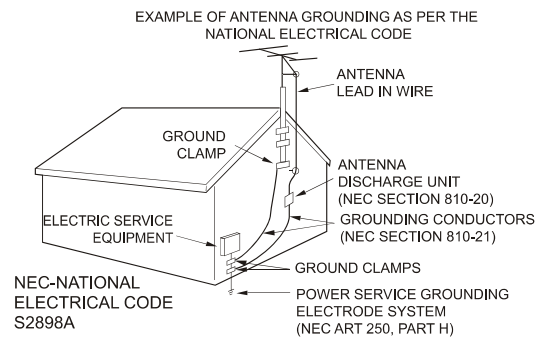 EXAMPLE OF ANTENNA GROUNDING AS PER THE
NATIONAL ELECTRICAL CODE
ANTENNA
LEAD IN WIRE
GROUND
CLAMP
ANTENNA
DISCHARGE UNIT
(NEC SECTION 810-20)
ELECTRIC SERVICE
EQUIPMENT
GROUNDING CONDUCTORS
(NEC SECTION 810-21)
GROUND CLAMPS
NEC-NATIONAL
ELECTRICAL CODE
S2898A
POWER SERVICE GROUNDING
ELECTRODE SYSTEM
(NEC ART 250, PART H)